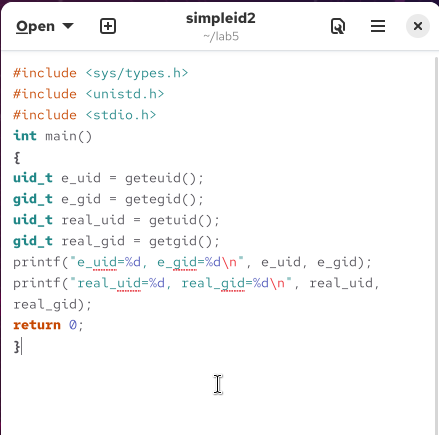 Open
simpleid2
~/lab5
#include <sys/types.h>
#include <unistd.h>
#include <stdio.h>
int main()
{
uid_t e_uid = geteuid();
gid_t e_gid = getegid();
uid_t real_uid = getuid();
gid_t real_gid = getgid();
printf("e_uid=%d, e_gid=%d\n", e_uid, e_gid);
printf("real_uid=%d, real_gid=%d\n", real_uid,
real_gid);
return 0;
}